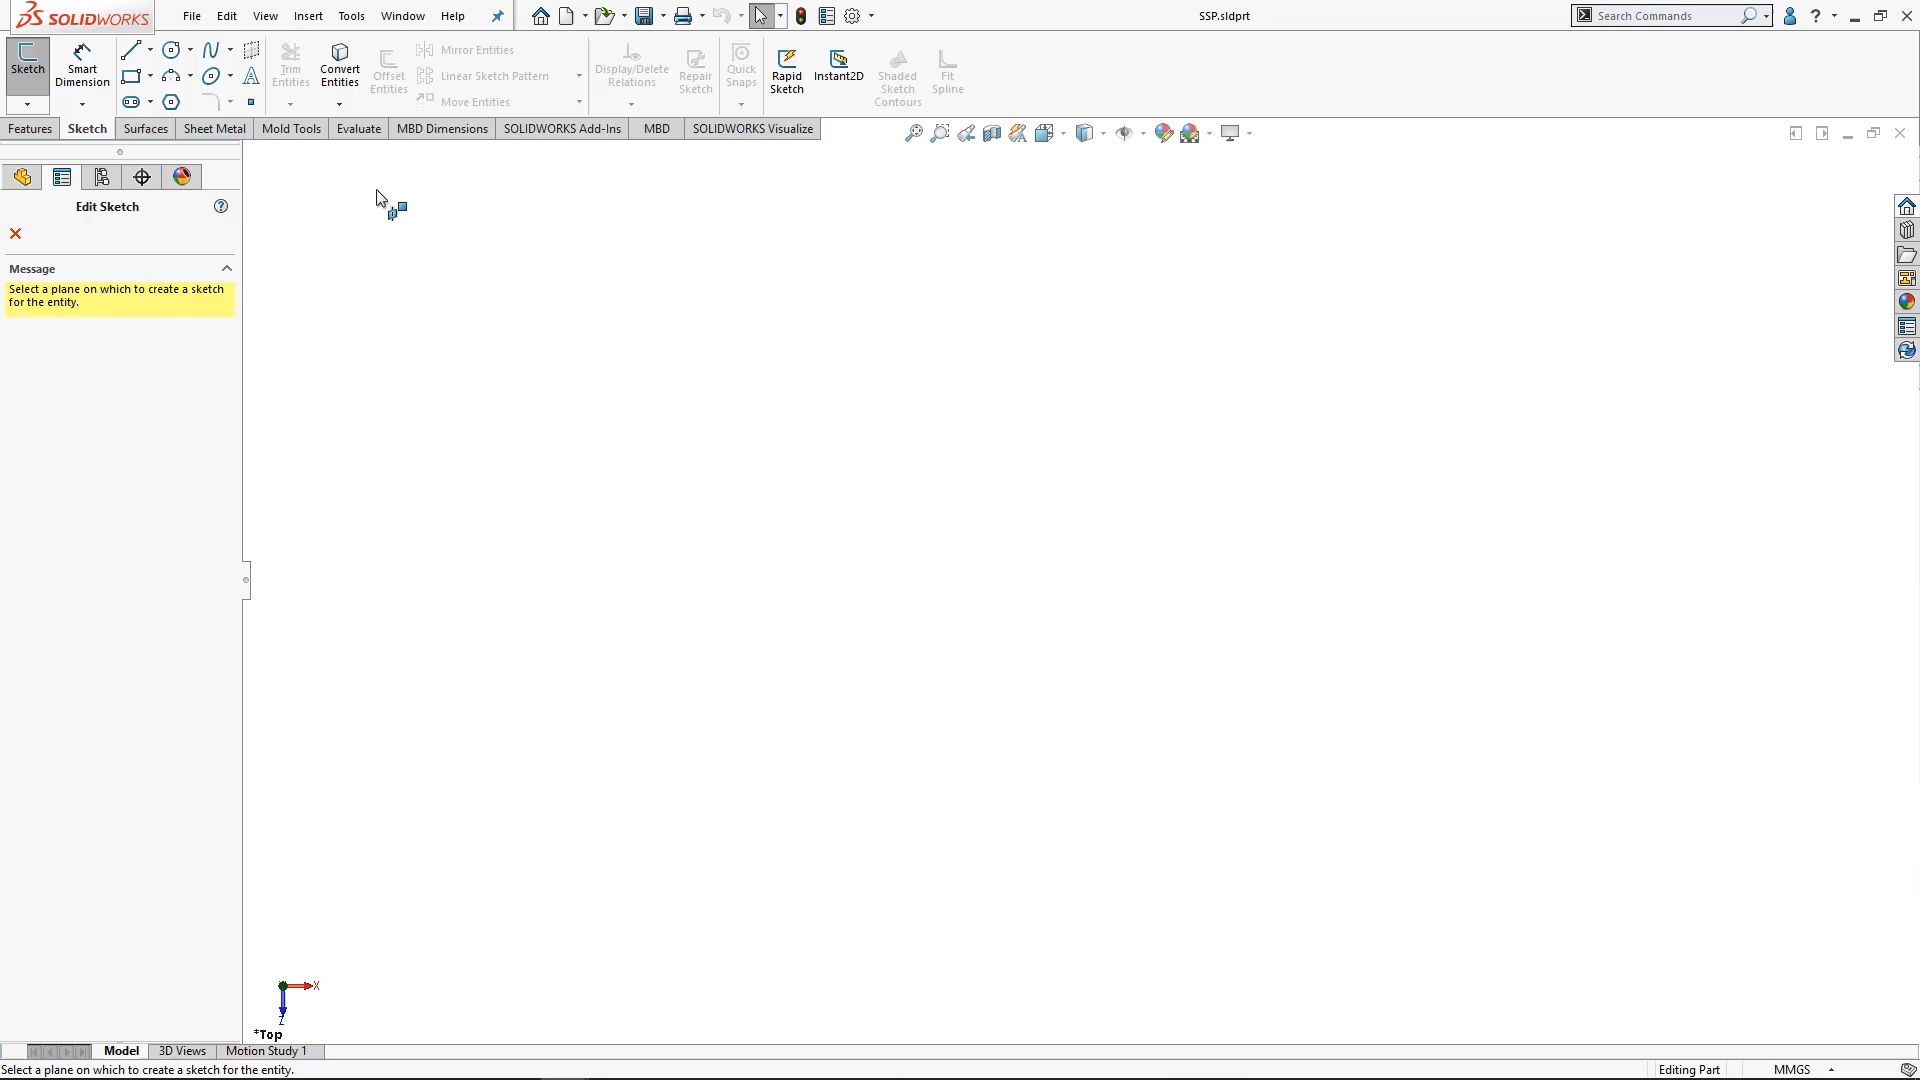 SOLIDWORKS
File Edit View Insert Tools Window Help
SSP.sldprt
Search Commands
?
Sketch
Smart Dimension
Trim Entities
Convert Entities
Offset Entities
Mirror Entities
Linear Sketch Pattern
Move Entities
Display/Delete Relations
Repair Sketch
Quick Snaps
Rapid Sketch
Instant2D
Shaded Sketch Contours
Fit Spline
Features Sketch Surfaces Sheet Metal Mold Tools Evaluate MBD Dimensions SOLIDWORKS Add-Ins MBD SOLIDWORKS Visualize
Edit Sketch
?
Message
Select a plane on which to create a sketch
for the entity.
X
Z
*Top
Model 3D Views Motion Study 1
Select a plane on which to create a sketch for the entity.
Editing Part
MMGS